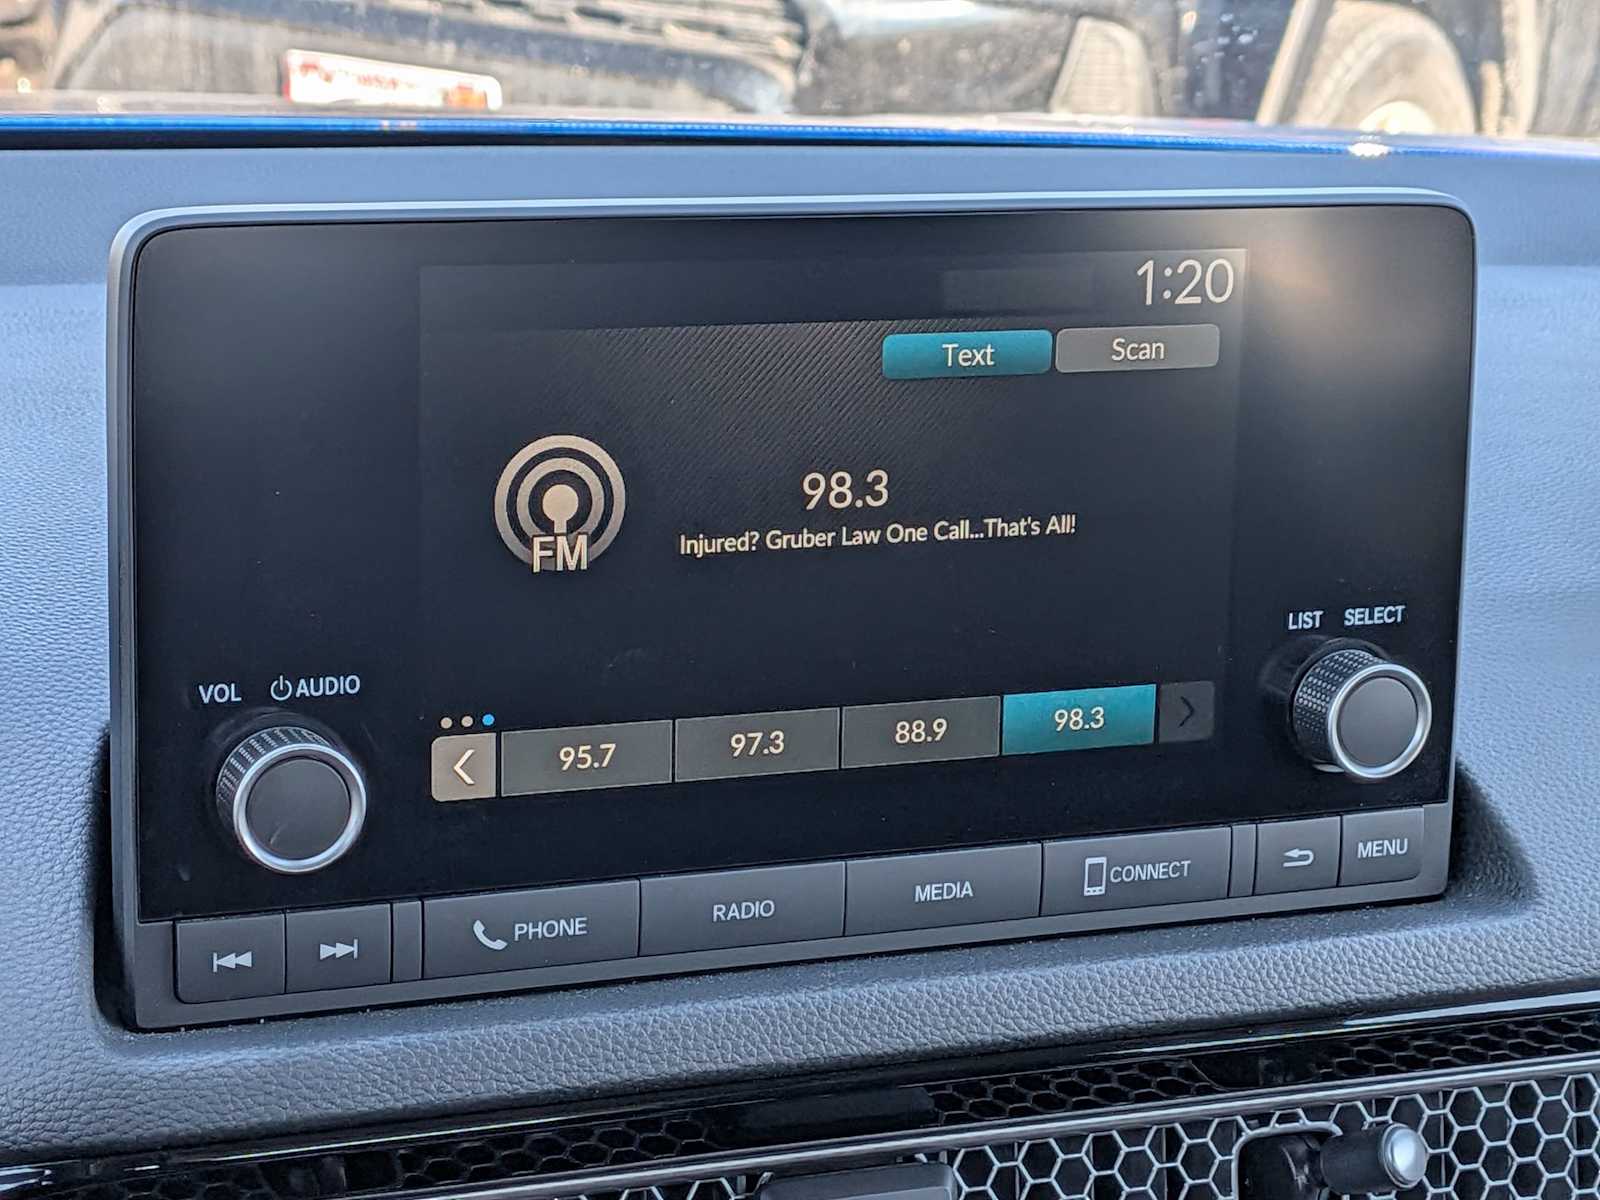 1:20
Text
Scan
98.3
Injured? Gruber Law One Call...That's All!
FM
LIST SELECT
VOL AUDIO
95.7
97.3
88.9
98.3
PHONE
RADIO
MEDIA
CONNECT
MENU